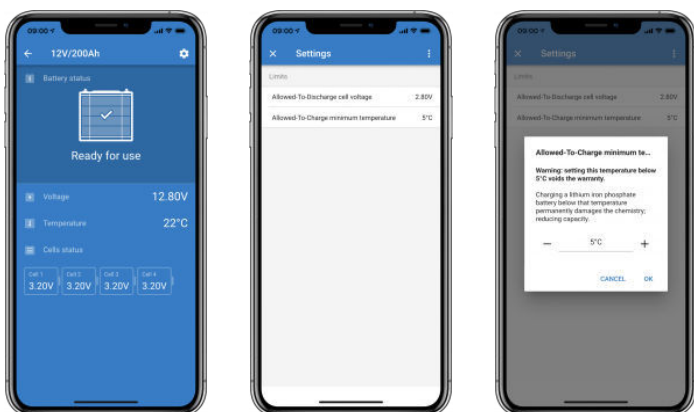 09:00
12V/200Ah
Battery status
Ready for use
Voltage 12.80V
Temperature 22°C
Cells status
Cell 1 Cell 2 Cell 3 Cell 4
3.20V 3.20V 3.20V 3.20V
09:00
Settings
Limits
Allowed-To-Discharge cell voltage 2.80V
Allowed-To-Charge minimum temperature 5°C
09:00
Settings
Limits
Allowed-To-Discharge cell voltage 2.80V
Allowed-To-Charge minimum temperature 5°C
Allowed-To-Charge minimum te...
Warning: setting this temperature below
5°C voids the warranty.
Charging a lithium iron phosphate
battery below that temperature
permanently damages the chemistry,
reducing capacity.
5°C
CANCEL OK